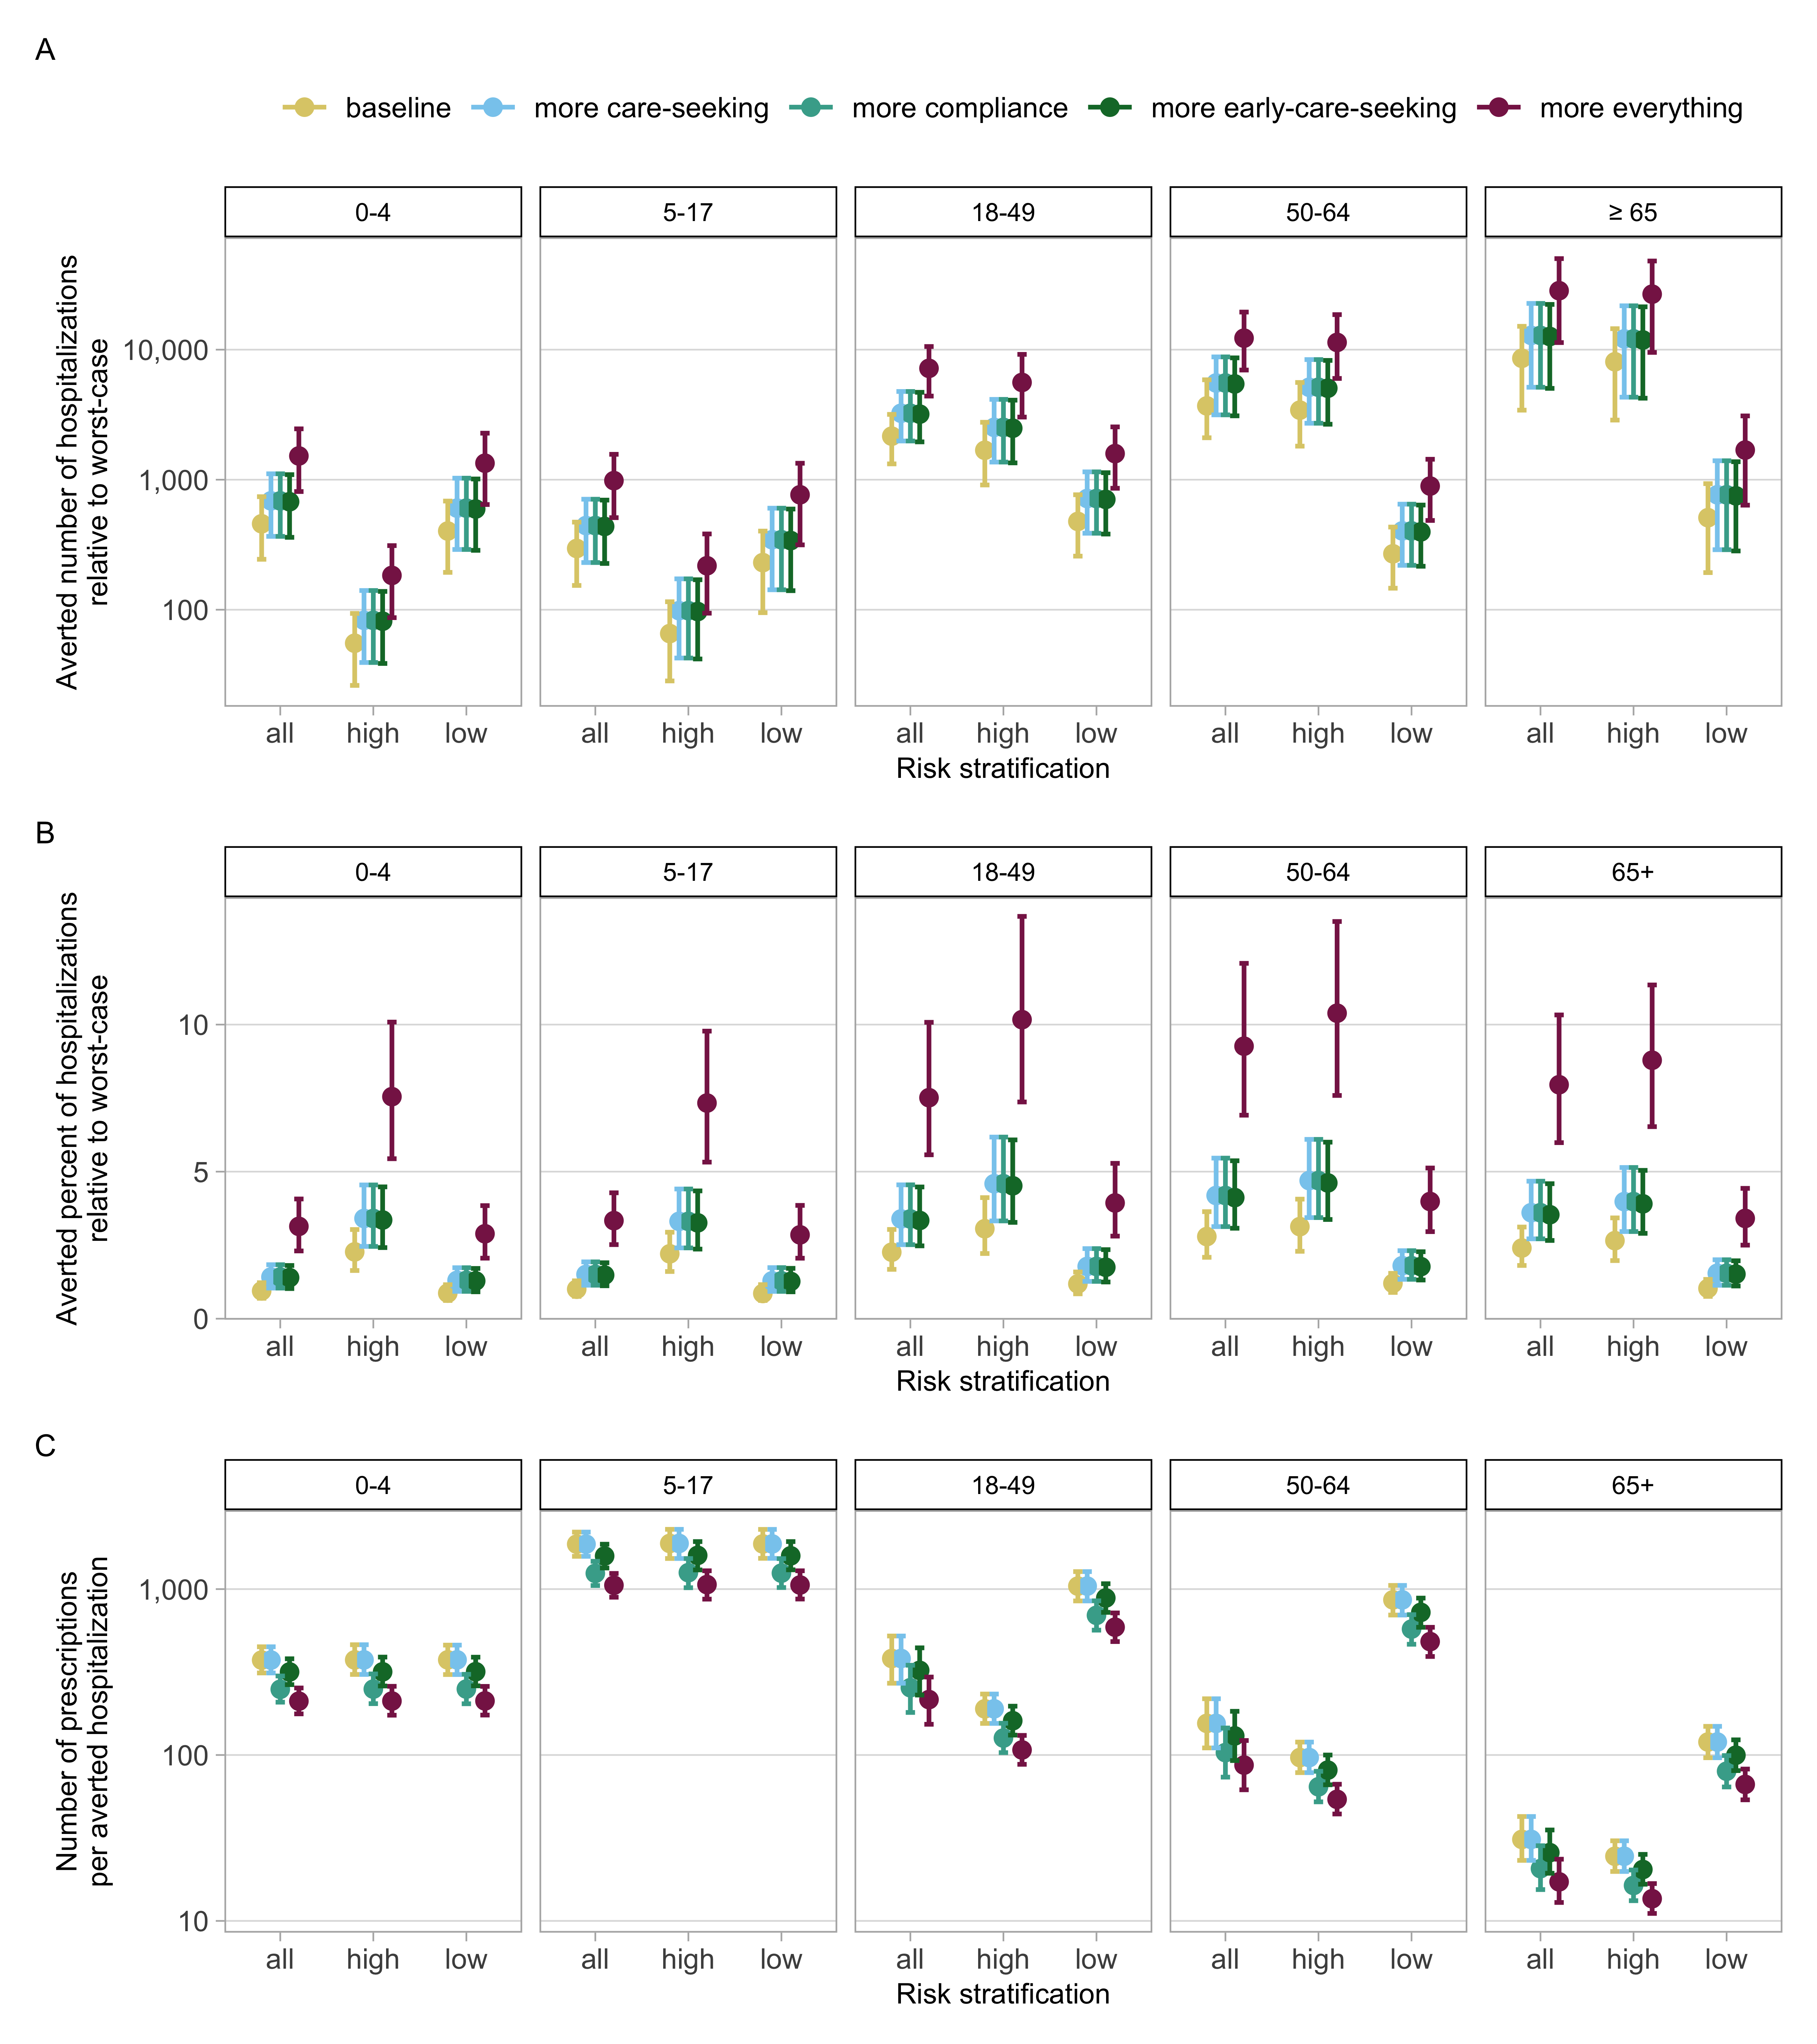 A
baseline more care-seeking more compliance more early-care-seeking more everything
0-4 5-17 18-49 50-64 ≥ 65
Averted number of hospitalizations
relative to worst-case
10,000
1,000
100
all high low all high low all high low all high low all high low
Risk stratification
B
0-4 5-17 18-49 50-64 65+
Averted percent of hospitalizations
relative to worst-case
10
5
0
all high low all high low all high low all high low all high low
Risk stratification
C
0-4 5-17 18-49 50-64 65+
Number of prescriptions
per averted hospitalization
1,000
100
10
all high low all high low all high low all high low all high low
Risk stratification